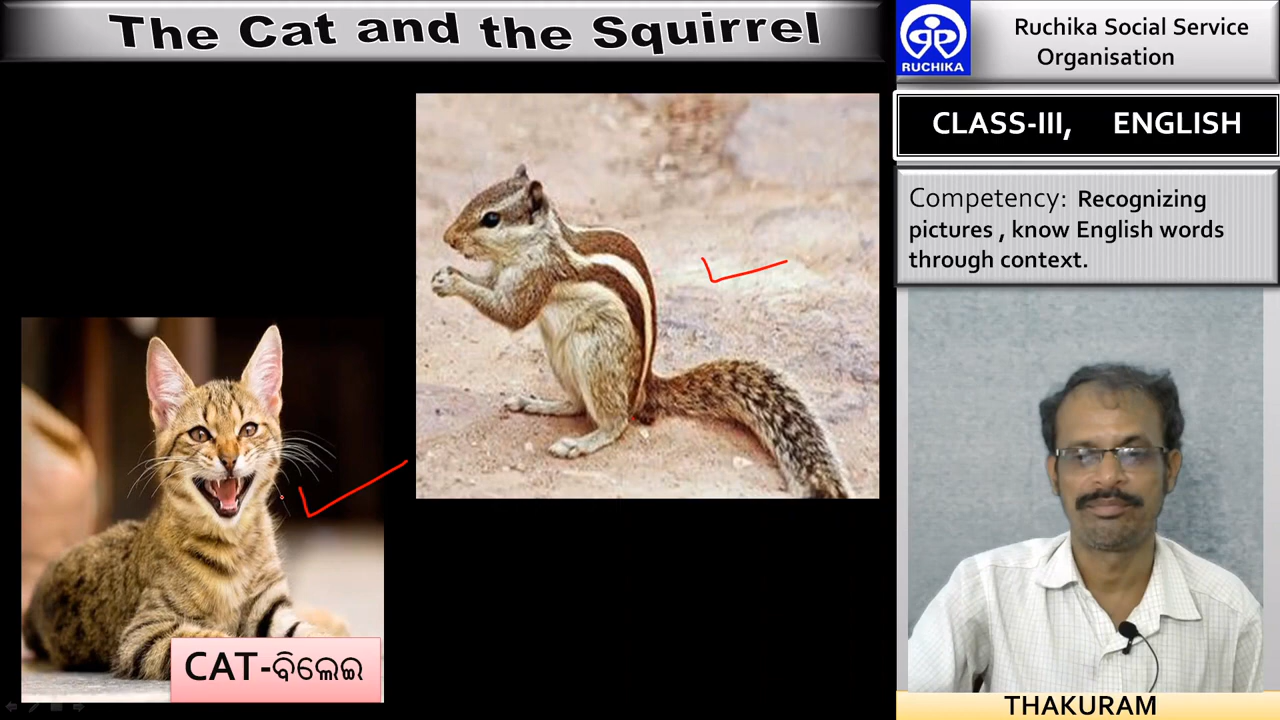 The Cat and the Squirrel
RUCHIKA
Ruchika Social Service
Organisation
CLASS-III, ENGLISH
Competency: Recognizing
pictures , know English words
through context.
CAT-ବିଲେଇ
THAKURAM